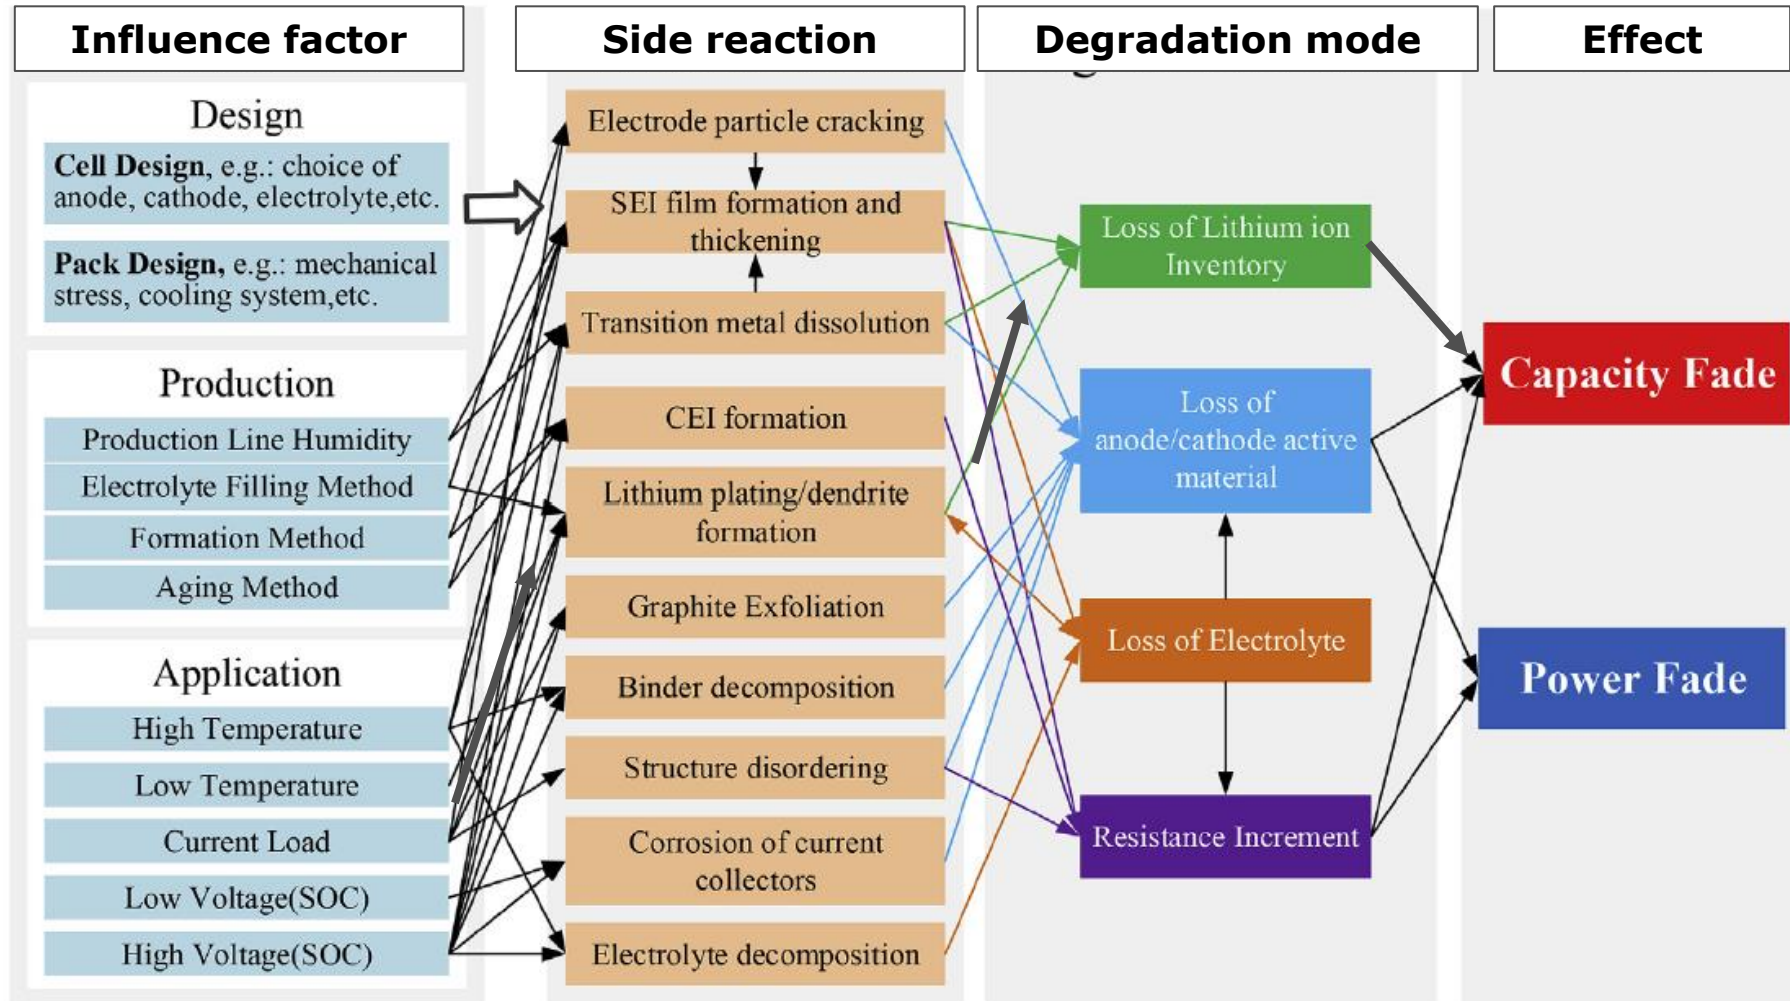 Influence factor
Side reaction
Degradation mode
Effect
Design
Cell Design, e.g.: choice of
anode, cathode, electrolyte,etc.
Pack Design, e.g.: mechanical
stress, cooling system,etc.
Production
Production Line Humidity
Electrolyte Filling Method
Formation Method
Aging Method
Application
High Temperature
Low Temperature
Current Load
Low Voltage(SOC)
High Voltage(SOC)
Electrode particle cracking
SEI film formation and
thickening
Transition metal dissolution
CEI formation
Lithium plating/dendrite
formation
Graphite Exfoliation
Binder decomposition
Structure disordering
Corrosion of current
collectors
Electrolyte decomposition
Loss of Lithium ion
Inventory
Loss of
anode/cathode active
material
Loss of Electrolyte
Resistance Increment
Capacity Fade
Power Fade